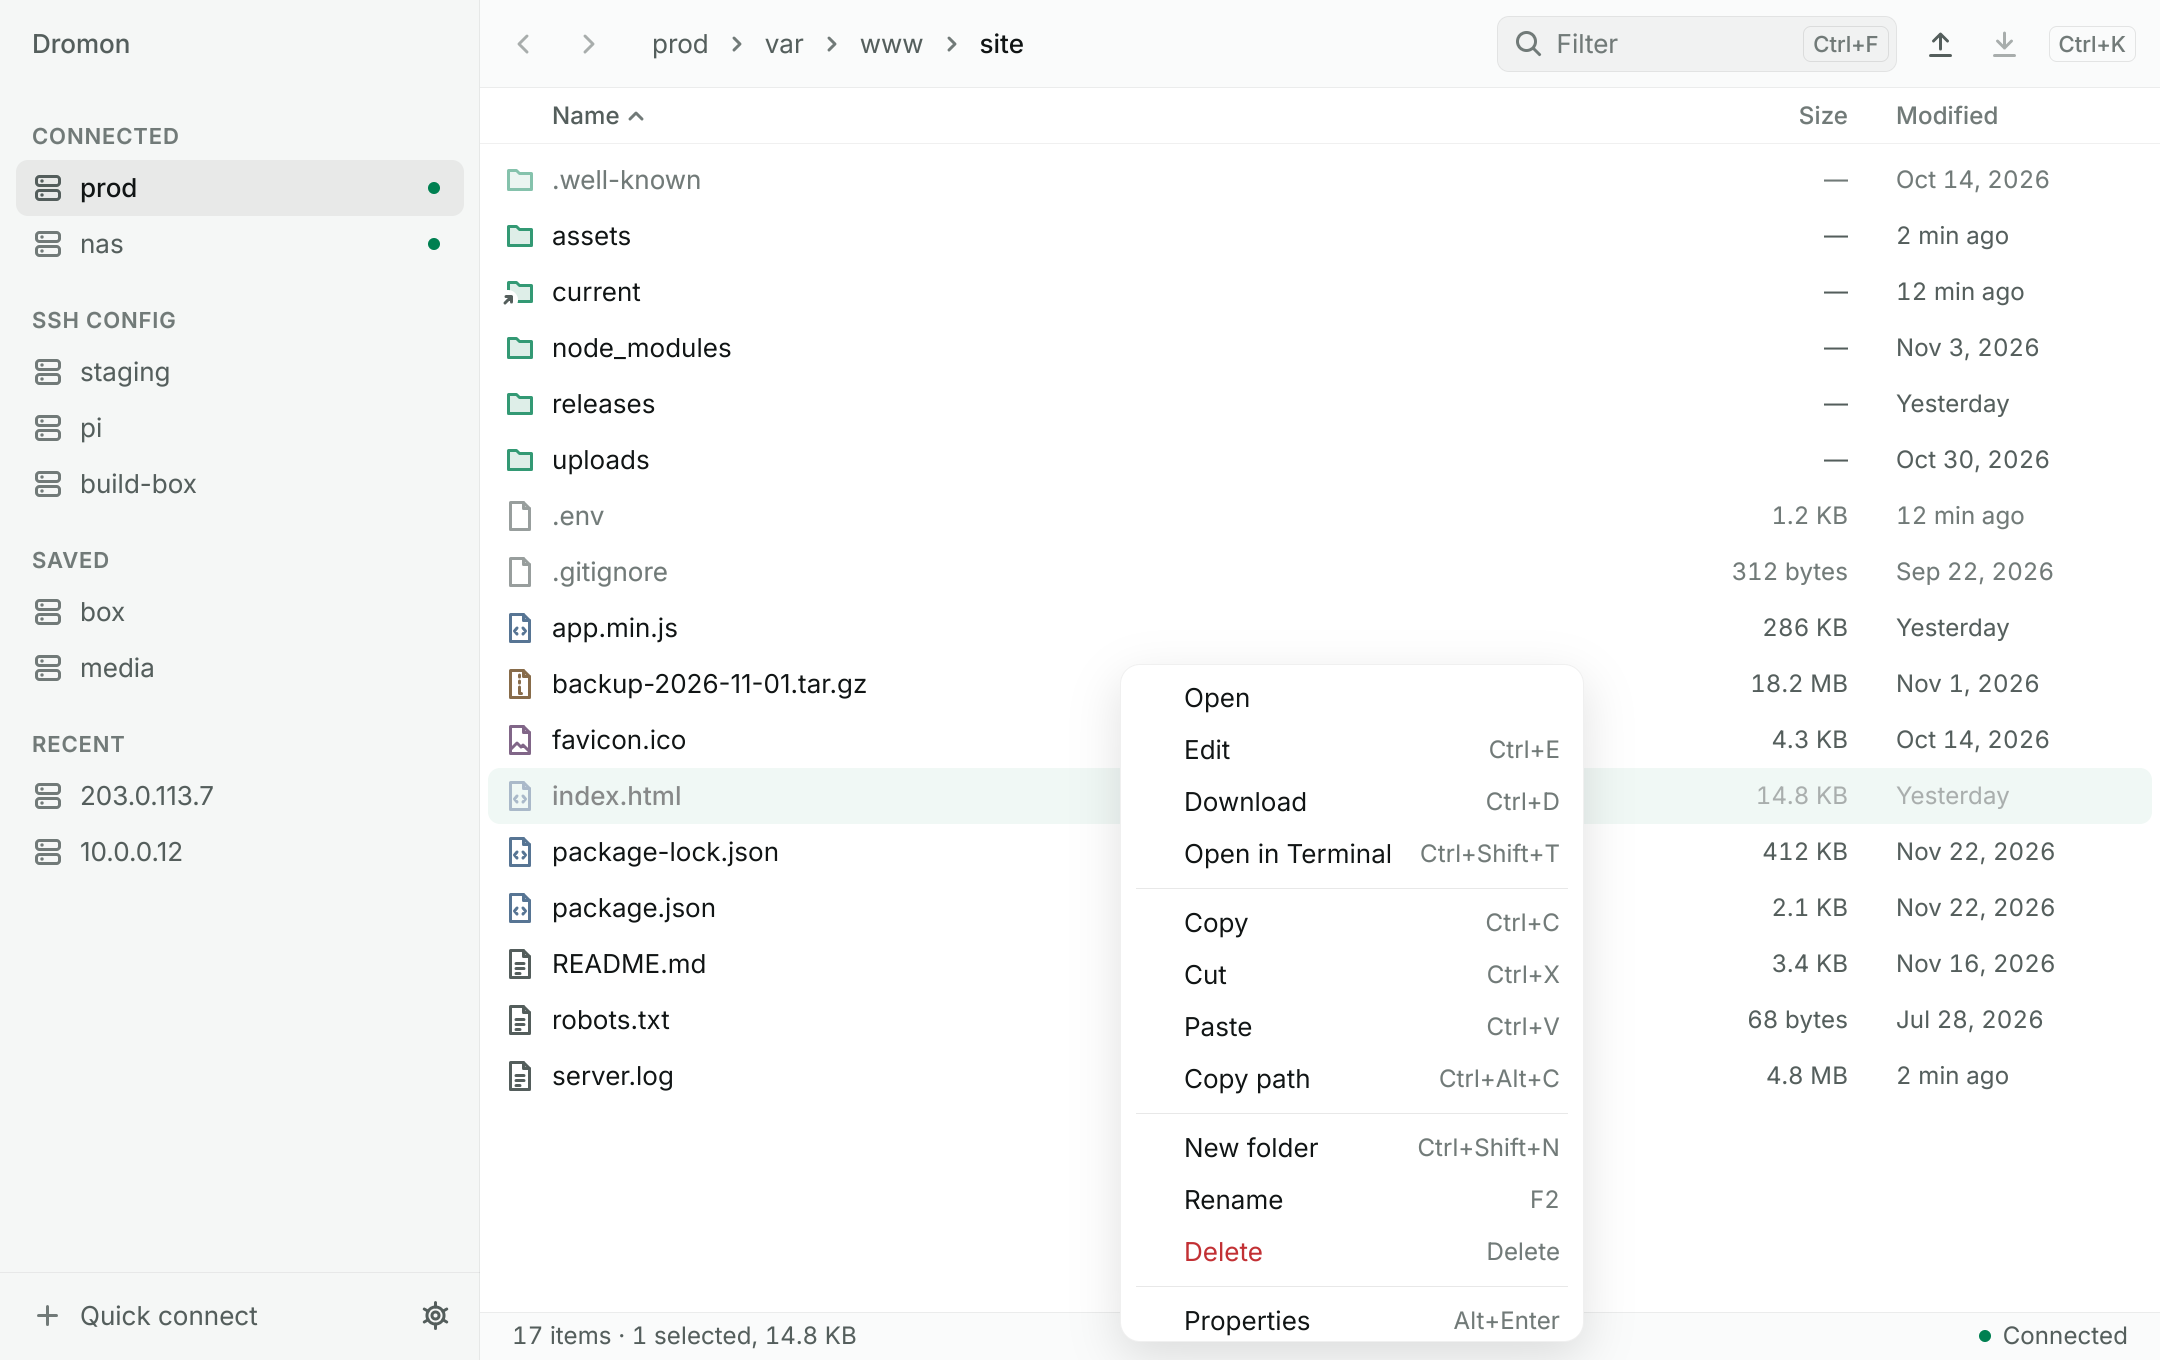 Dromon
CONNECTED
prod
nas
SSH CONFIG
staging
pi
build-box
SAVED
box
media
RECENT
203.0.113.7
10.0.0.12
Quick connect
prod > var > www > site
Filter Ctrl+F
Ctrl+K
Name Size Modified
.well-known — Oct 14, 2026
assets — 2 min ago
current — 12 min ago
node_modules — Nov 3, 2026
releases — Yesterday
uploads — Oct 30, 2026
.env 1.2 KB 12 min ago
.gitignore 312 bytes Sep 22, 2026
app.min.js 286 KB Yesterday
backup-2026-11-01.tar.gz 18.2 MB Nov 1, 2026
favicon.ico 4.3 KB Oct 14, 2026
index.html 14.8 KB Yesterday
package-lock.json 412 KB Nov 22, 2026
package.json 2.1 KB Nov 22, 2026
README.md 3.4 KB Nov 16, 2026
robots.txt 68 bytes Jul 28, 2026
server.log 4.8 MB 2 min ago
Open
Edit Ctrl+E
Download Ctrl+D
Open in Terminal Ctrl+Shift+T
Copy Ctrl+C
Cut Ctrl+X
Paste Ctrl+V
Copy path Ctrl+Alt+C
New folder Ctrl+Shift+N
Rename F2
Delete Delete
Properties Alt+Enter
17 items · 1 selected, 14.8 KB
Connected